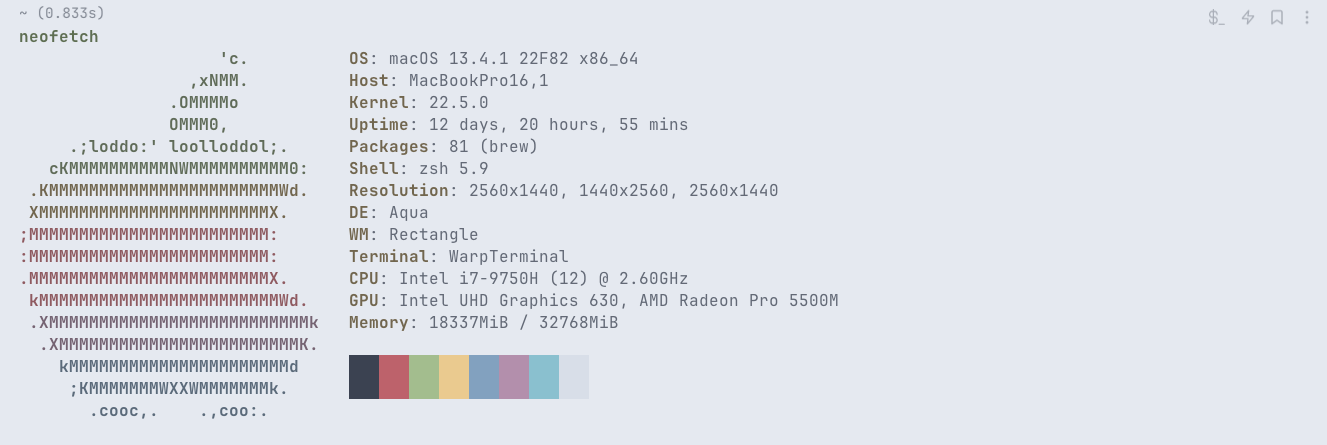 ~ (0.833s)
neofetch
                    'c.          OS: macOS 13.4.1 22F82 x86_64
                 ,xNMM.          Host: MacBookPro16,1
               .OMMMMo           Kernel: 22.5.0
               OMMM0,            Uptime: 12 days, 20 hours, 55 mins
     .;loddo:' loolloddol;.      Packages: 81 (brew)
   cKMMMMMMMMMMNWMMMMMMMMMM0:    Shell: zsh 5.9
 .KMMMMMMMMMMMMMMMMMMMMMMMWd.    Resolution: 2560x1440, 1440x2560, 2560x1440
 XMMMMMMMMMMMMMMMMMMMMMMMX.      DE: Aqua
;MMMMMMMMMMMMMMMMMMMMMMMM:       WM: Rectangle
:MMMMMMMMMMMMMMMMMMMMMMMM:       Terminal: WarpTerminal
.MMMMMMMMMMMMMMMMMMMMMMMMX.      CPU: Intel i7-9750H (12) @ 2.60GHz
 kMMMMMMMMMMMMMMMMMMMMMMMMWd.    GPU: Intel UHD Graphics 630, AMD Radeon Pro 5500M
 .XMMMMMMMMMMMMMMMMMMMMMMMMMMk   Memory: 18337MiB / 32768MiB
  .XMMMMMMMMMMMMMMMMMMMMMMMMK.
    kMMMMMMMMMMMMMMMMMMMMMMd
     ;KMMMMMMMWXXWMMMMMMMk.
       .cooc,.    .,coo:.